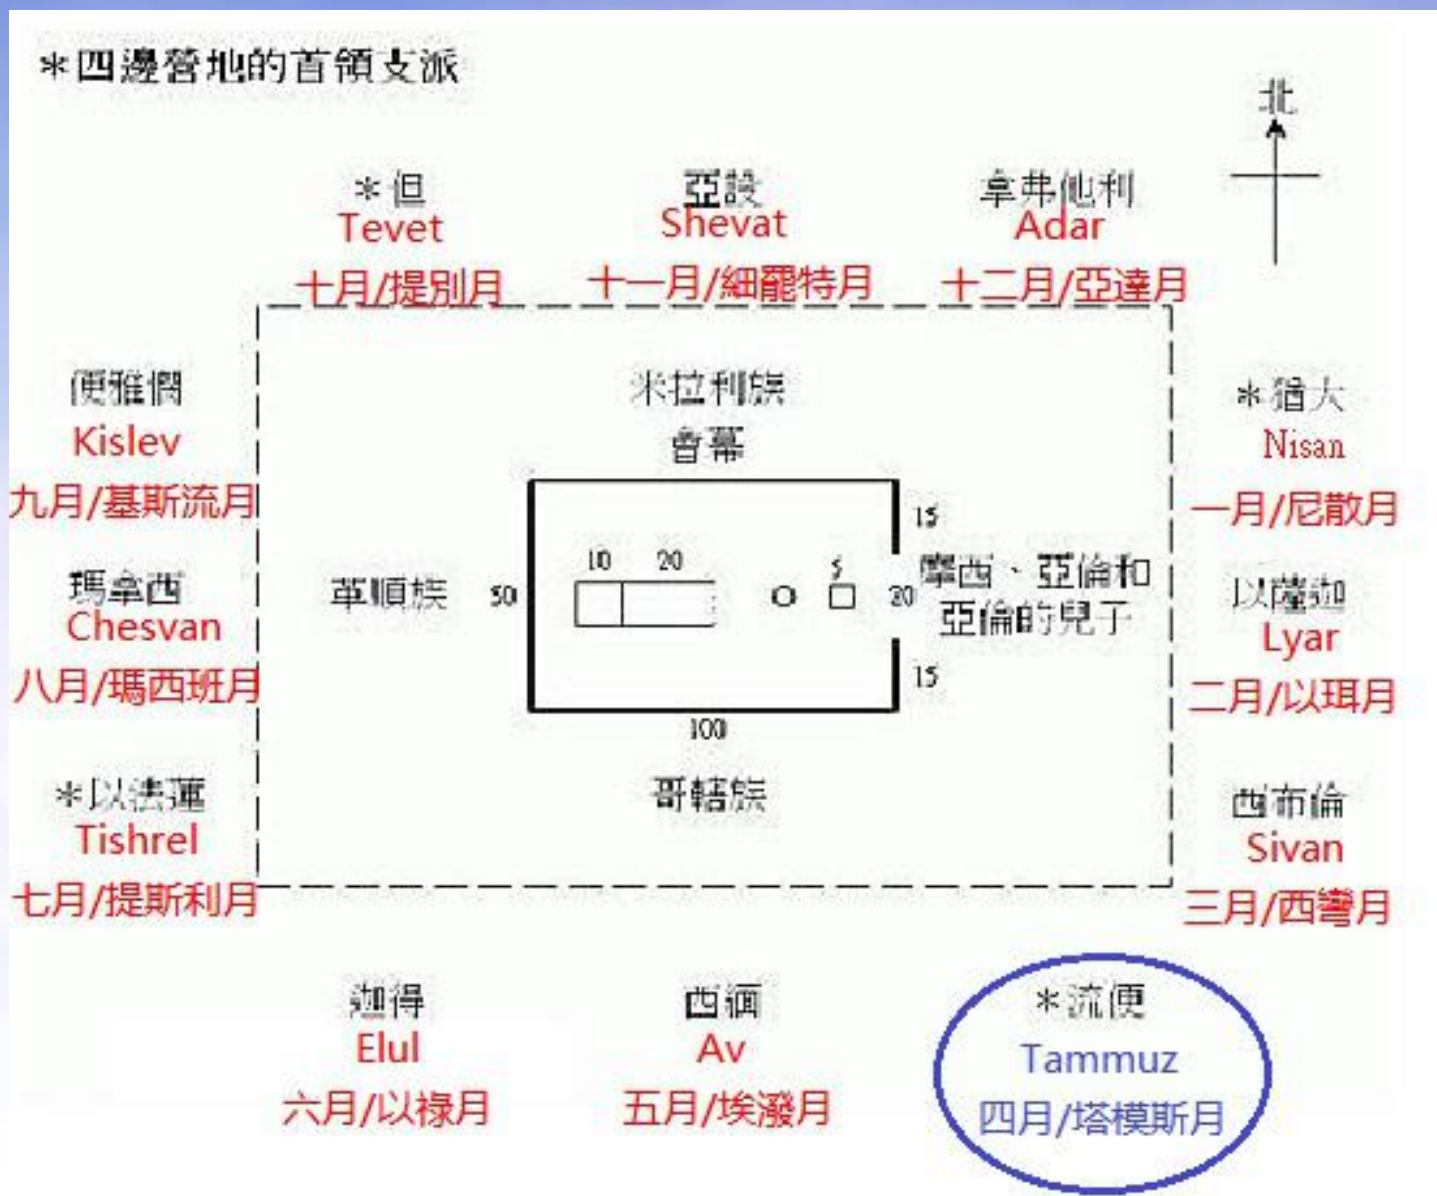 *四邊營地的首領支派
北
*但
Tevet
十月/提別月
亞設
Shevat
十一月/細罷特月
拿弗他利
Adar
十二月/亞達月
便雅憫
Kislev
九月/基斯流月
瑪拿西
Chesvan
八月/瑪西班月
*以法蓮
Tishrel
七月/提斯利月
米拉利族
會幕
革順族
50
10
20
5
15
20
15
100
摩西、亞倫和
亞倫的兒子
哥轄族
*猶大
Nisan
一月/尼散月
以薩迦
Lyar
二月/以珥月
西布倫
Sivan
三月/西彎月
迦得
Elul
六月/以祿月
西緬
Av
五月/埃潑月
*流便
Tammuz
四月/塔模斯月